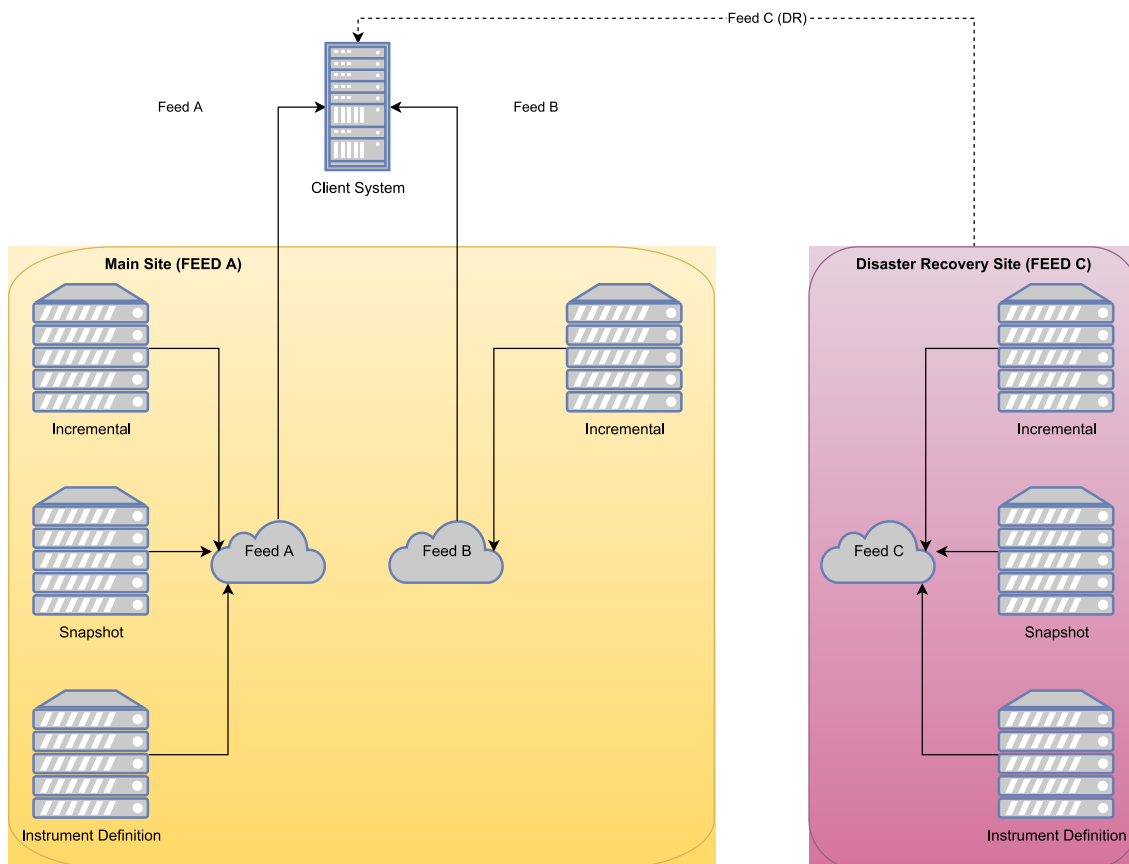 Feed C (DR)
Feed A
Feed B
Client System
Main Site (FEED A)
Disaster Recovery Site (FEED C)
Incremental
Incremental
Incremental
Feed A
Feed B
Feed C
Snapshot
Snapshot
Instrument Definition
Instrument Definition